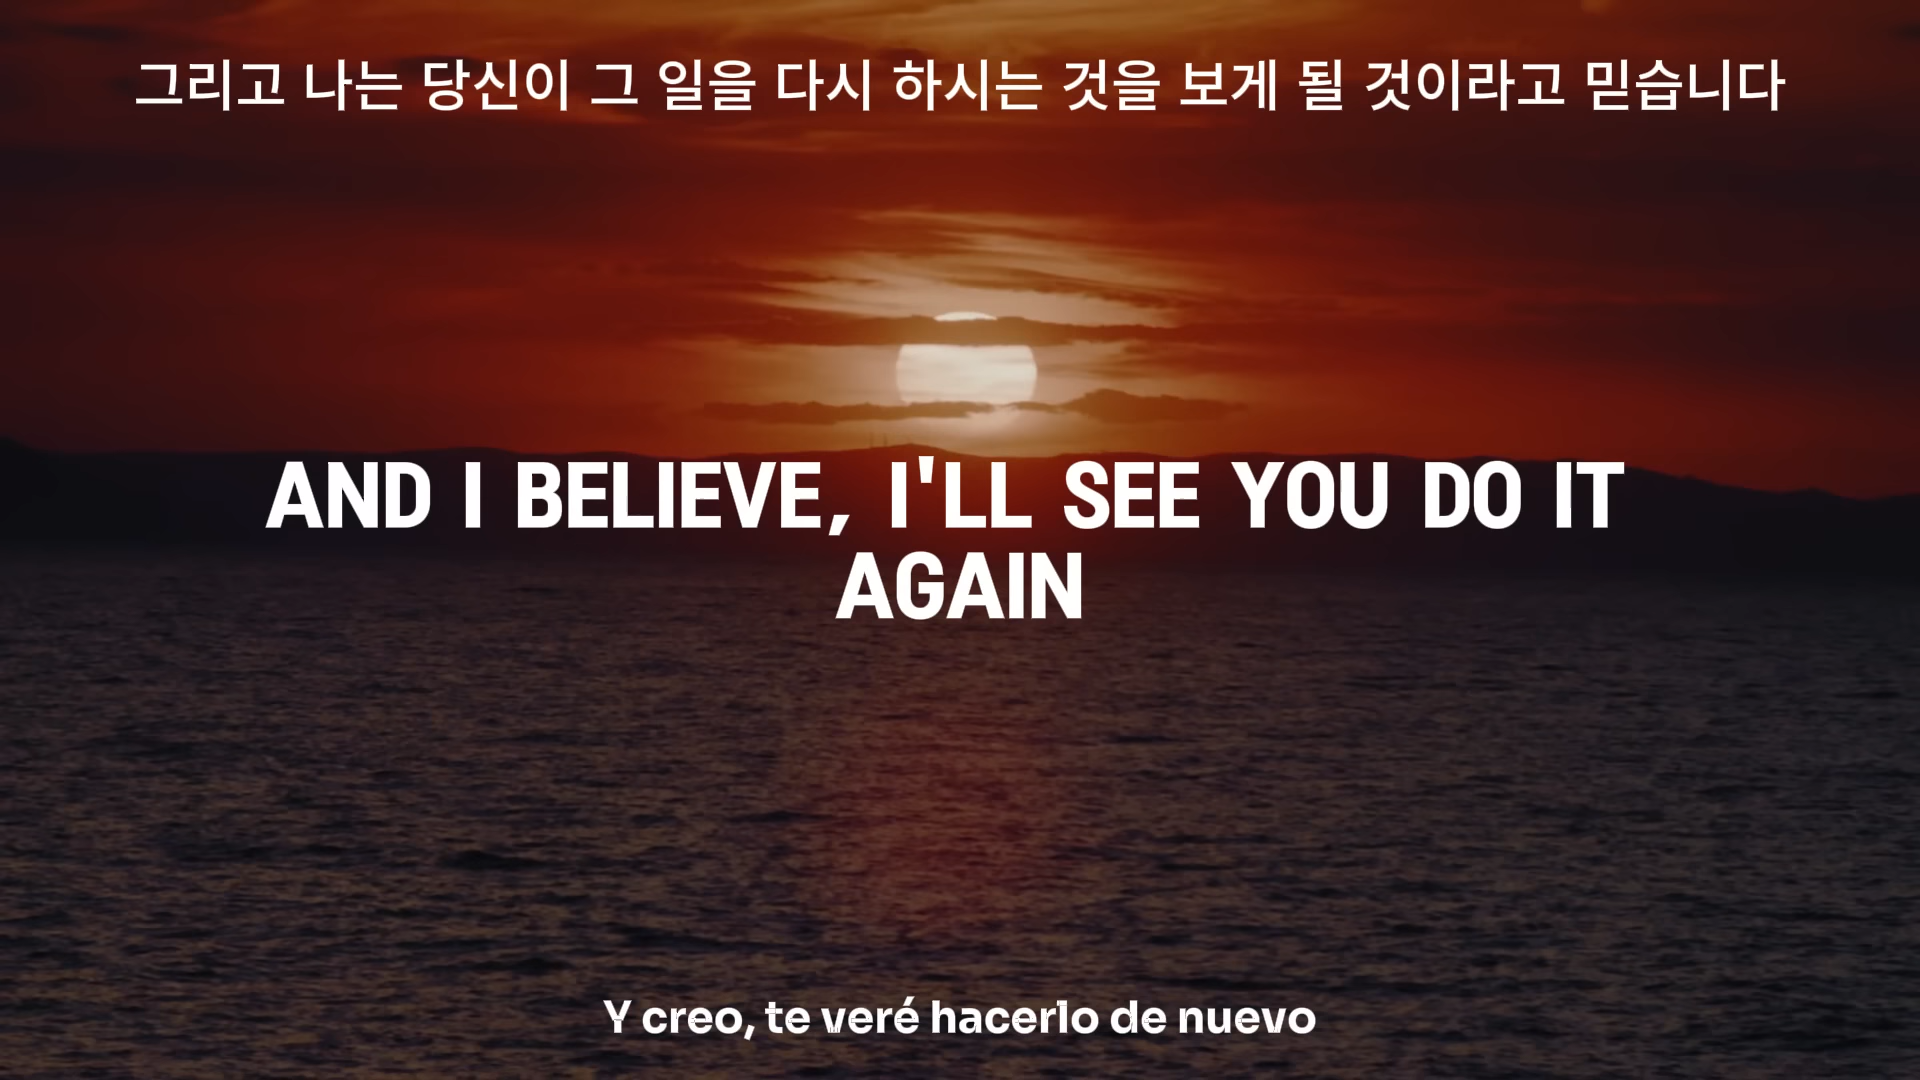 그리고 나는 당신이 그 일을 다시 하시는 것을 보게 될 것이라고 믿습니다
AND I BELIEVE, I'LL SEE YOU DO IT
AGAIN
Y creo, te veré hacerlo de nuevo